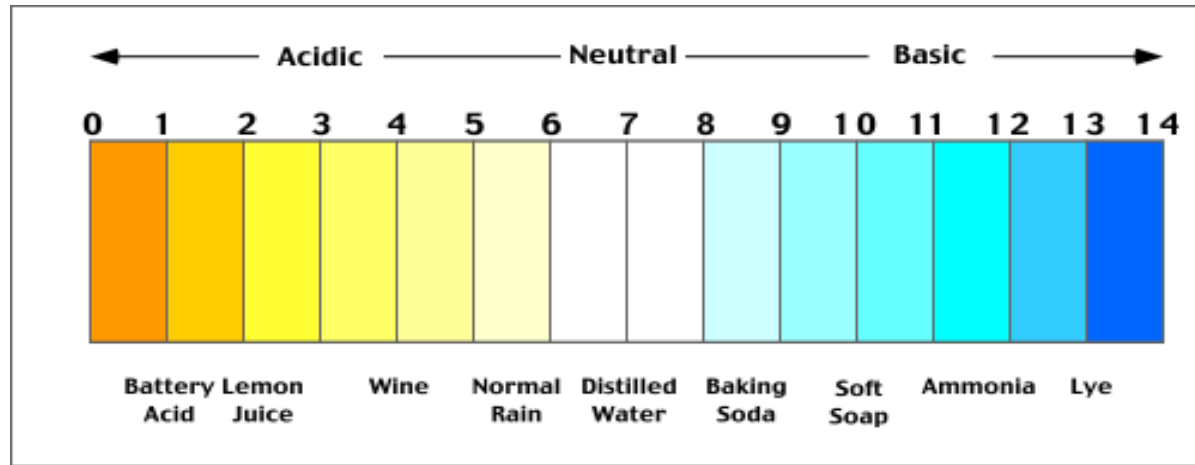 Acidic Neutral Basic
0 1 2 3 4 5 6 7 8 9 10 11 12 13 14
Battery Lemon Wine Normal Distilled Baking Soft Ammonia Lye
Acid Juice Rain Water Soda Soap